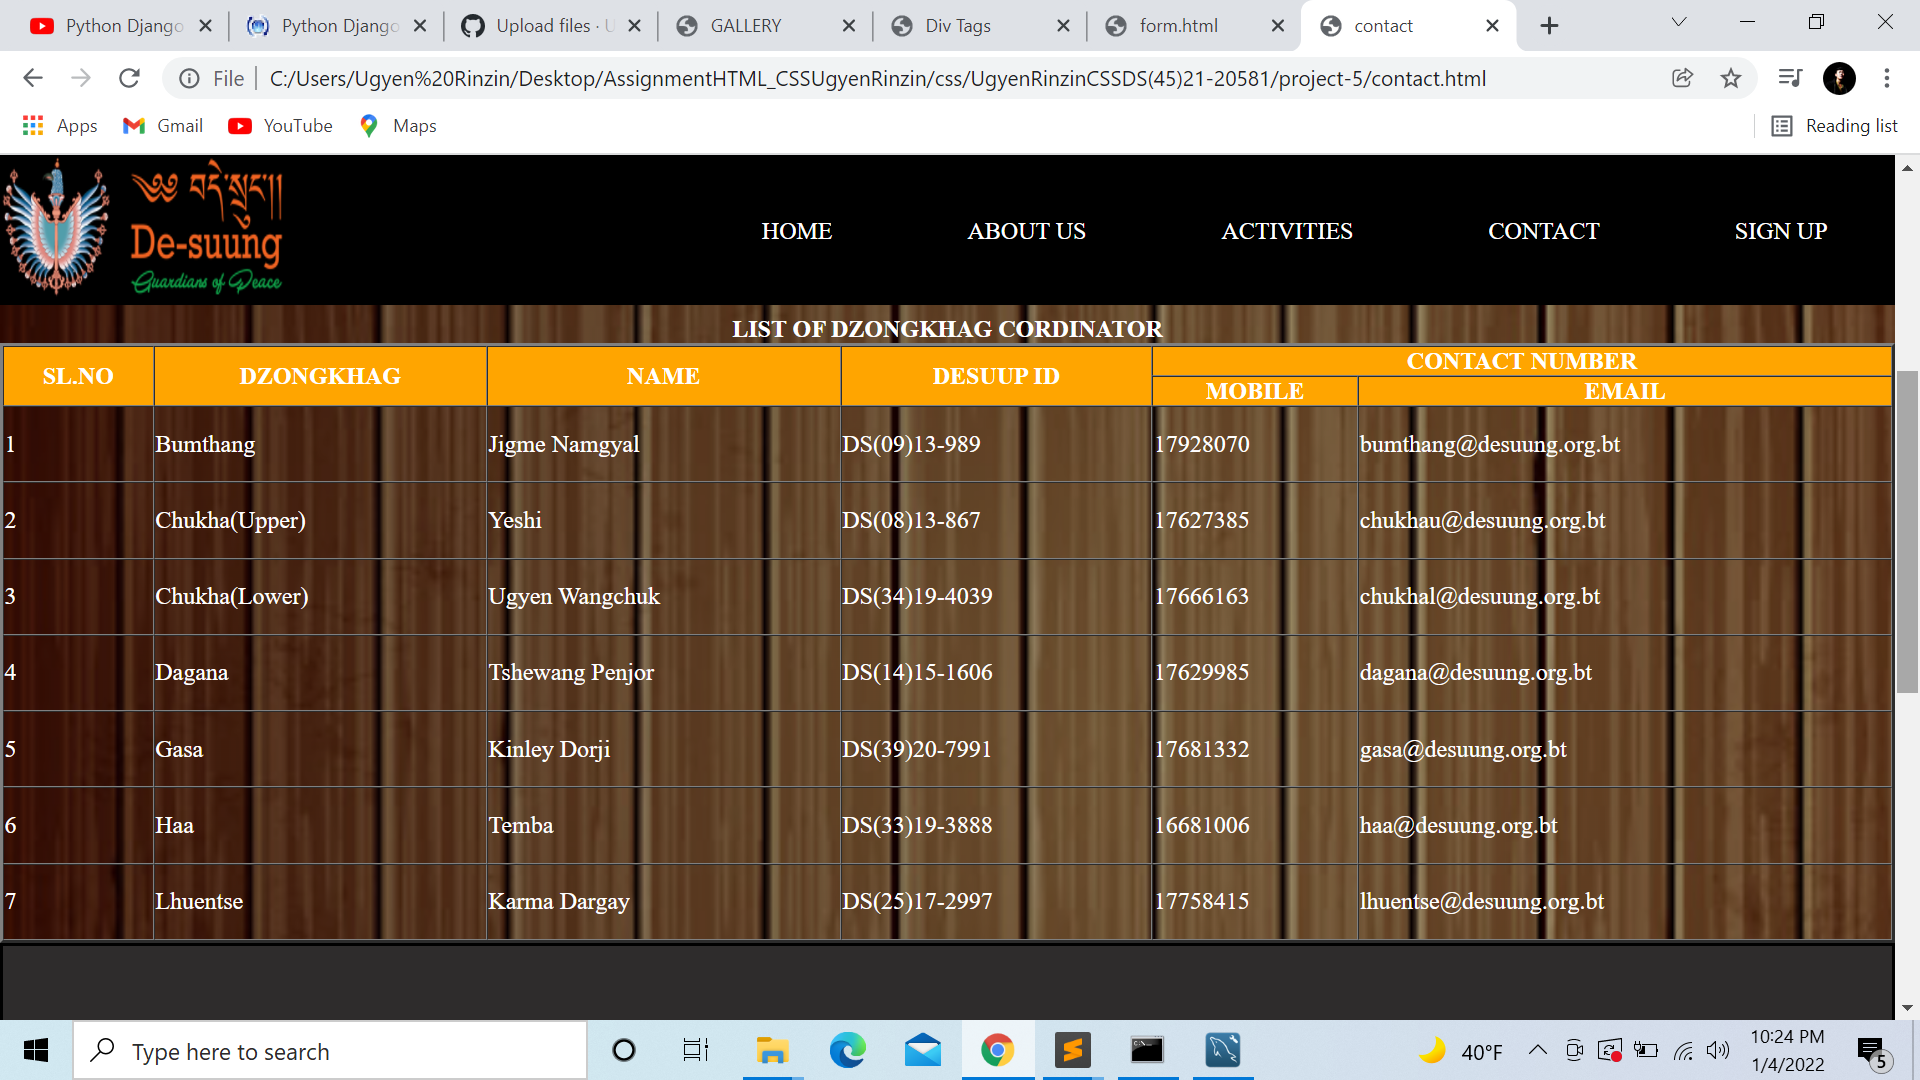 Python Django
Python Django
Upload files · U
GALLERY
Div Tags
form.html
contact
File
C:/Users/Ugyen%20Rinzin/Desktop/AssignmentHTML_CSSUgyenRinzin/css/UgyenRinzinCSSDS(45)21-20581/project-5/contact.html
Apps Gmail YouTube Maps Reading list
De-suung
Guardians of Peace
HOME ABOUT US ACTIVITIES CONTACT SIGN UP
LIST OF DZONGKHAG CORDINATOR
SL.NO DZONGKHAG NAME DESUUP ID CONTACT NUMBER
MOBILE EMAIL
1 Bumthang Jigme Namgyal DS(09)13-989 17928070 bumthang@desuung.org.bt
2 Chukha(Upper) Yeshi DS(08)13-867 17627385 chukhau@desuung.org.bt
3 Chukha(Lower) Ugyen Wangchuk DS(34)19-4039 17666163 chukhal@desuung.org.bt
4 Dagana Tshewang Penjor DS(14)15-1606 17629985 dagana@desuung.org.bt
5 Gasa Kinley Dorji DS(39)20-7991 17681332 gasa@desuung.org.bt
6 Haa Temba DS(33)19-3888 16681006 haa@desuung.org.bt
7 Lhuentse Karma Dargay DS(25)17-2997 17758415 lhuentse@desuung.org.bt
Type here to search
40°F
10:24 PM
1/4/2022
5